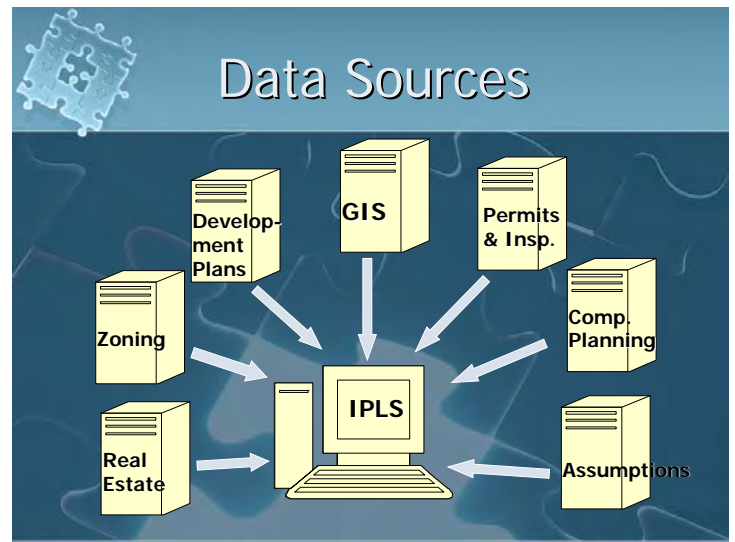 Data Sources
GIS
Develop-
ment
Plans
Permits
& Insp.
Zoning
Comp.
Planning
IPLS
Real
Estate
Assumptions